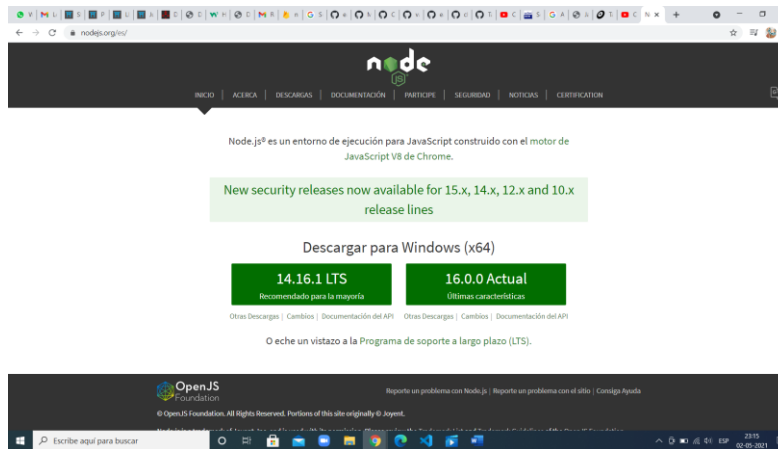 nodejs.org/es/
node
JS
INICIO | ACERCA | DESCARGAS | DOCUMENTACIÓN | PARTICIPE | SEGURIDAD | NOTICIAS | CERTIFICATION
Node.js® es un entorno de ejecución para JavaScript construido con el motor de
JavaScript V8 de Chrome.
New security releases now available for 15.x, 14.x, 12.x and 10.x
release lines
Descargar para Windows (x64)
14.16.1 LTS
Recomendado para la mayoría
16.0.0 Actual
Últimas características
Otras Descargas | Cambios | Documentación del API
Otras Descargas | Cambios | Documentación del API
O eche un vistazo a la Programa de soporte a largo plazo (LTS).
OpenJS
Foundation
Reporte un problema con Node.js | Reporte un problema con el sitio | Consiga Ayuda
© OpenJS Foundation. All Rights Reserved. Portions of this site originally © Joyent.
Escribe aquí para buscar
ESP
23:15
02-05-2021